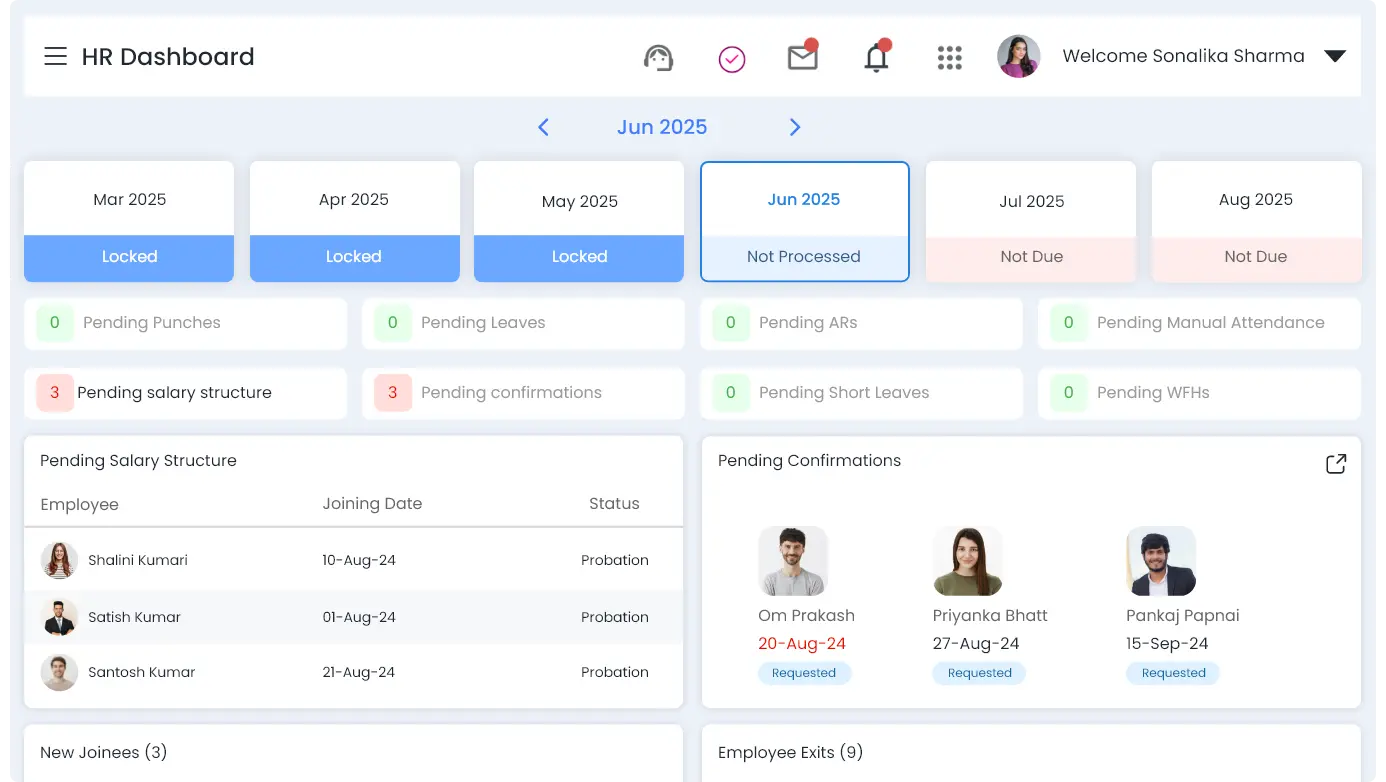 HR Dashboard
Welcome Sonalika Sharma
Jun 2025
Mar 2025
Locked
Apr 2025
Locked
May 2025
Locked
Jun 2025
Not Processed
Jul 2025
Not Due
Aug 2025
Not Due
0 Pending Punches
0 Pending Leaves
0 Pending ARs
0 Pending Manual Attendance
3 Pending salary structure
3 Pending confirmations
0 Pending Short Leaves
0 Pending WFHs
Pending Salary Structure
Employee Joining Date Status
Shalini Kumari 10-Aug-24 Probation
Satish Kumar 01-Aug-24 Probation
Santosh Kumar 21-Aug-24 Probation
Pending Confirmations
Om Prakash
20-Aug-24
Requested
Priyanka Bhatt
27-Aug-24
Requested
Pankaj Papnai
15-Sep-24
Requested
New Joinees (3)
Employee Exits (9)